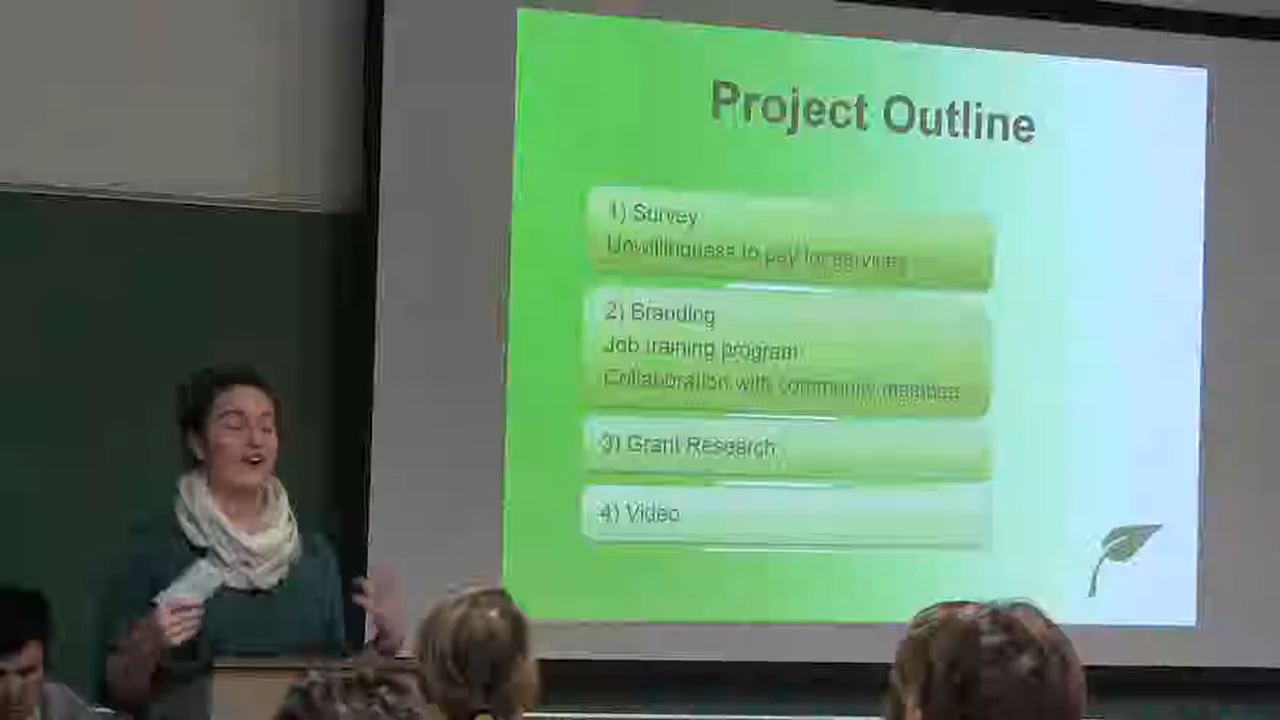 Project Outline
1) Survey
Unwillingness to pay for services
2) Branding
Job training program
Collaboration with community members
3) Grant Research
4) Video